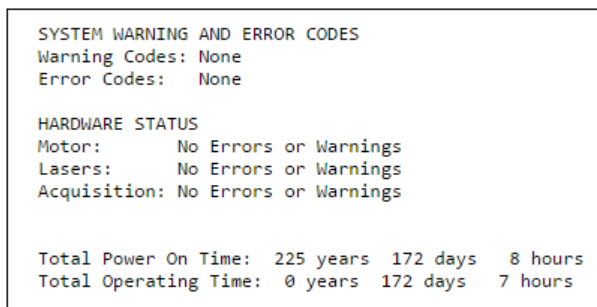 SYSTEM WARNING AND ERROR CODES
Warning Codes: None
Error Codes:   None
HARDWARE STATUS
Motor:       No Errors or Warnings
Lasers:      No Errors or Warnings
Acquisition: No Errors or Warnings
Total Power On Time:  225 years  172 days   8 hours
Total Operating Time:  0 years  172 days   7 hours